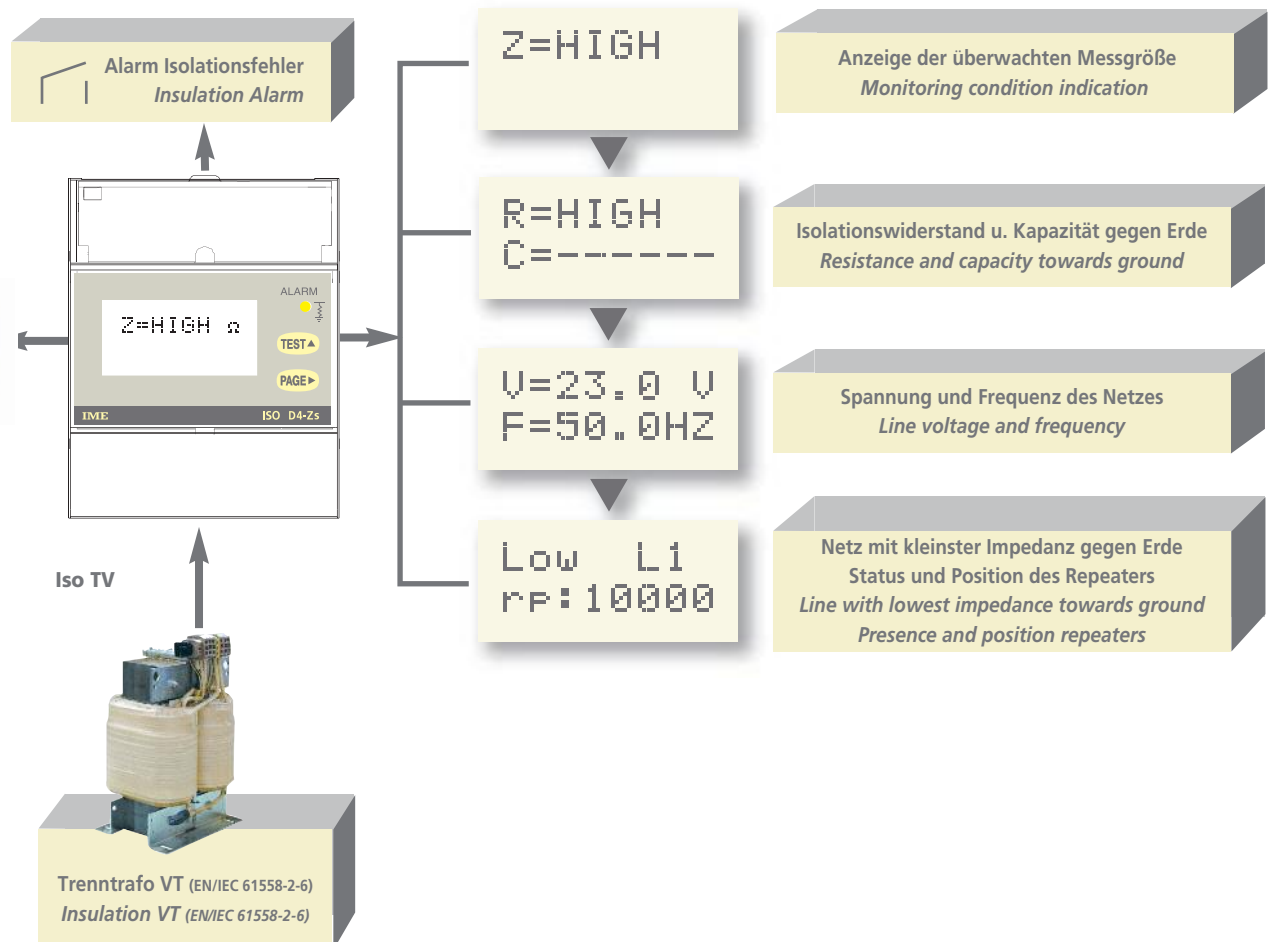 Alarm Isolationsfehler
Insulation Alarm
ALARM
Z=HIGH Ω
TEST▲
PAGE▶
IME ISO D4-Zs
Iso TV
Trenntrafo VT (EN/IEC 61558-2-6)
Insulation VT (EN/IEC 61558-2-6)
Z=HIGH
Anzeige der überwachten Messgröße
Monitoring condition indication
R=HIGH
C=------
Isolationswiderstand u. Kapazität gegen Erde
Resistance and capacity towards ground
V=23.0 V
F=50.0HZ
Spannung und Frequenz des Netzes
Line voltage and frequency
Low L1
rp:10000
Netz mit kleinster Impedanz gegen Erde
Status und Position des Repeaters
Line with lowest impedance towards ground
Presence and position repeaters